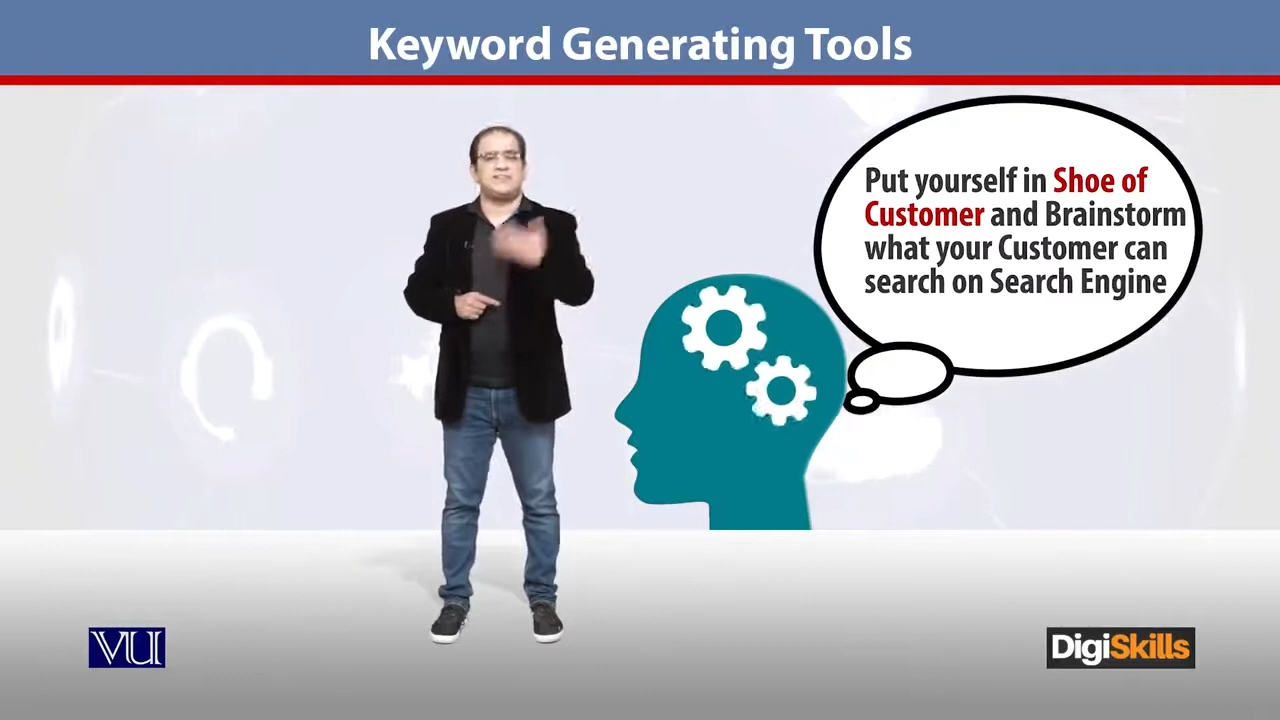 Keyword Generating Tools
Put yourself in Shoe of
Customer and Brainstorm
what your Customer can
search on Search Engine
VU
DigiSkills